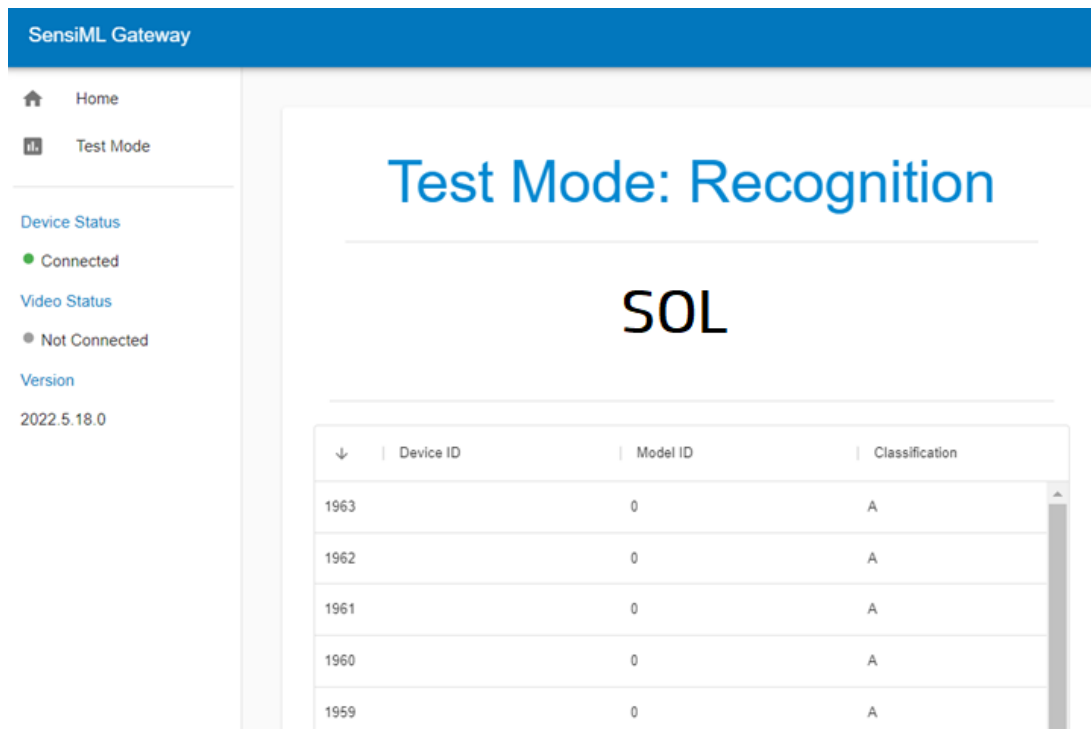 SensiML Gateway
Home
Test Mode
Device Status
Connected
Video Status
Not Connected
Version
2022.5.18.0
Test Mode: Recognition
SOL
Device ID Model ID Classification
1963 0 A
1962 0 A
1961 0 A
1960 0 A
1959 0 A